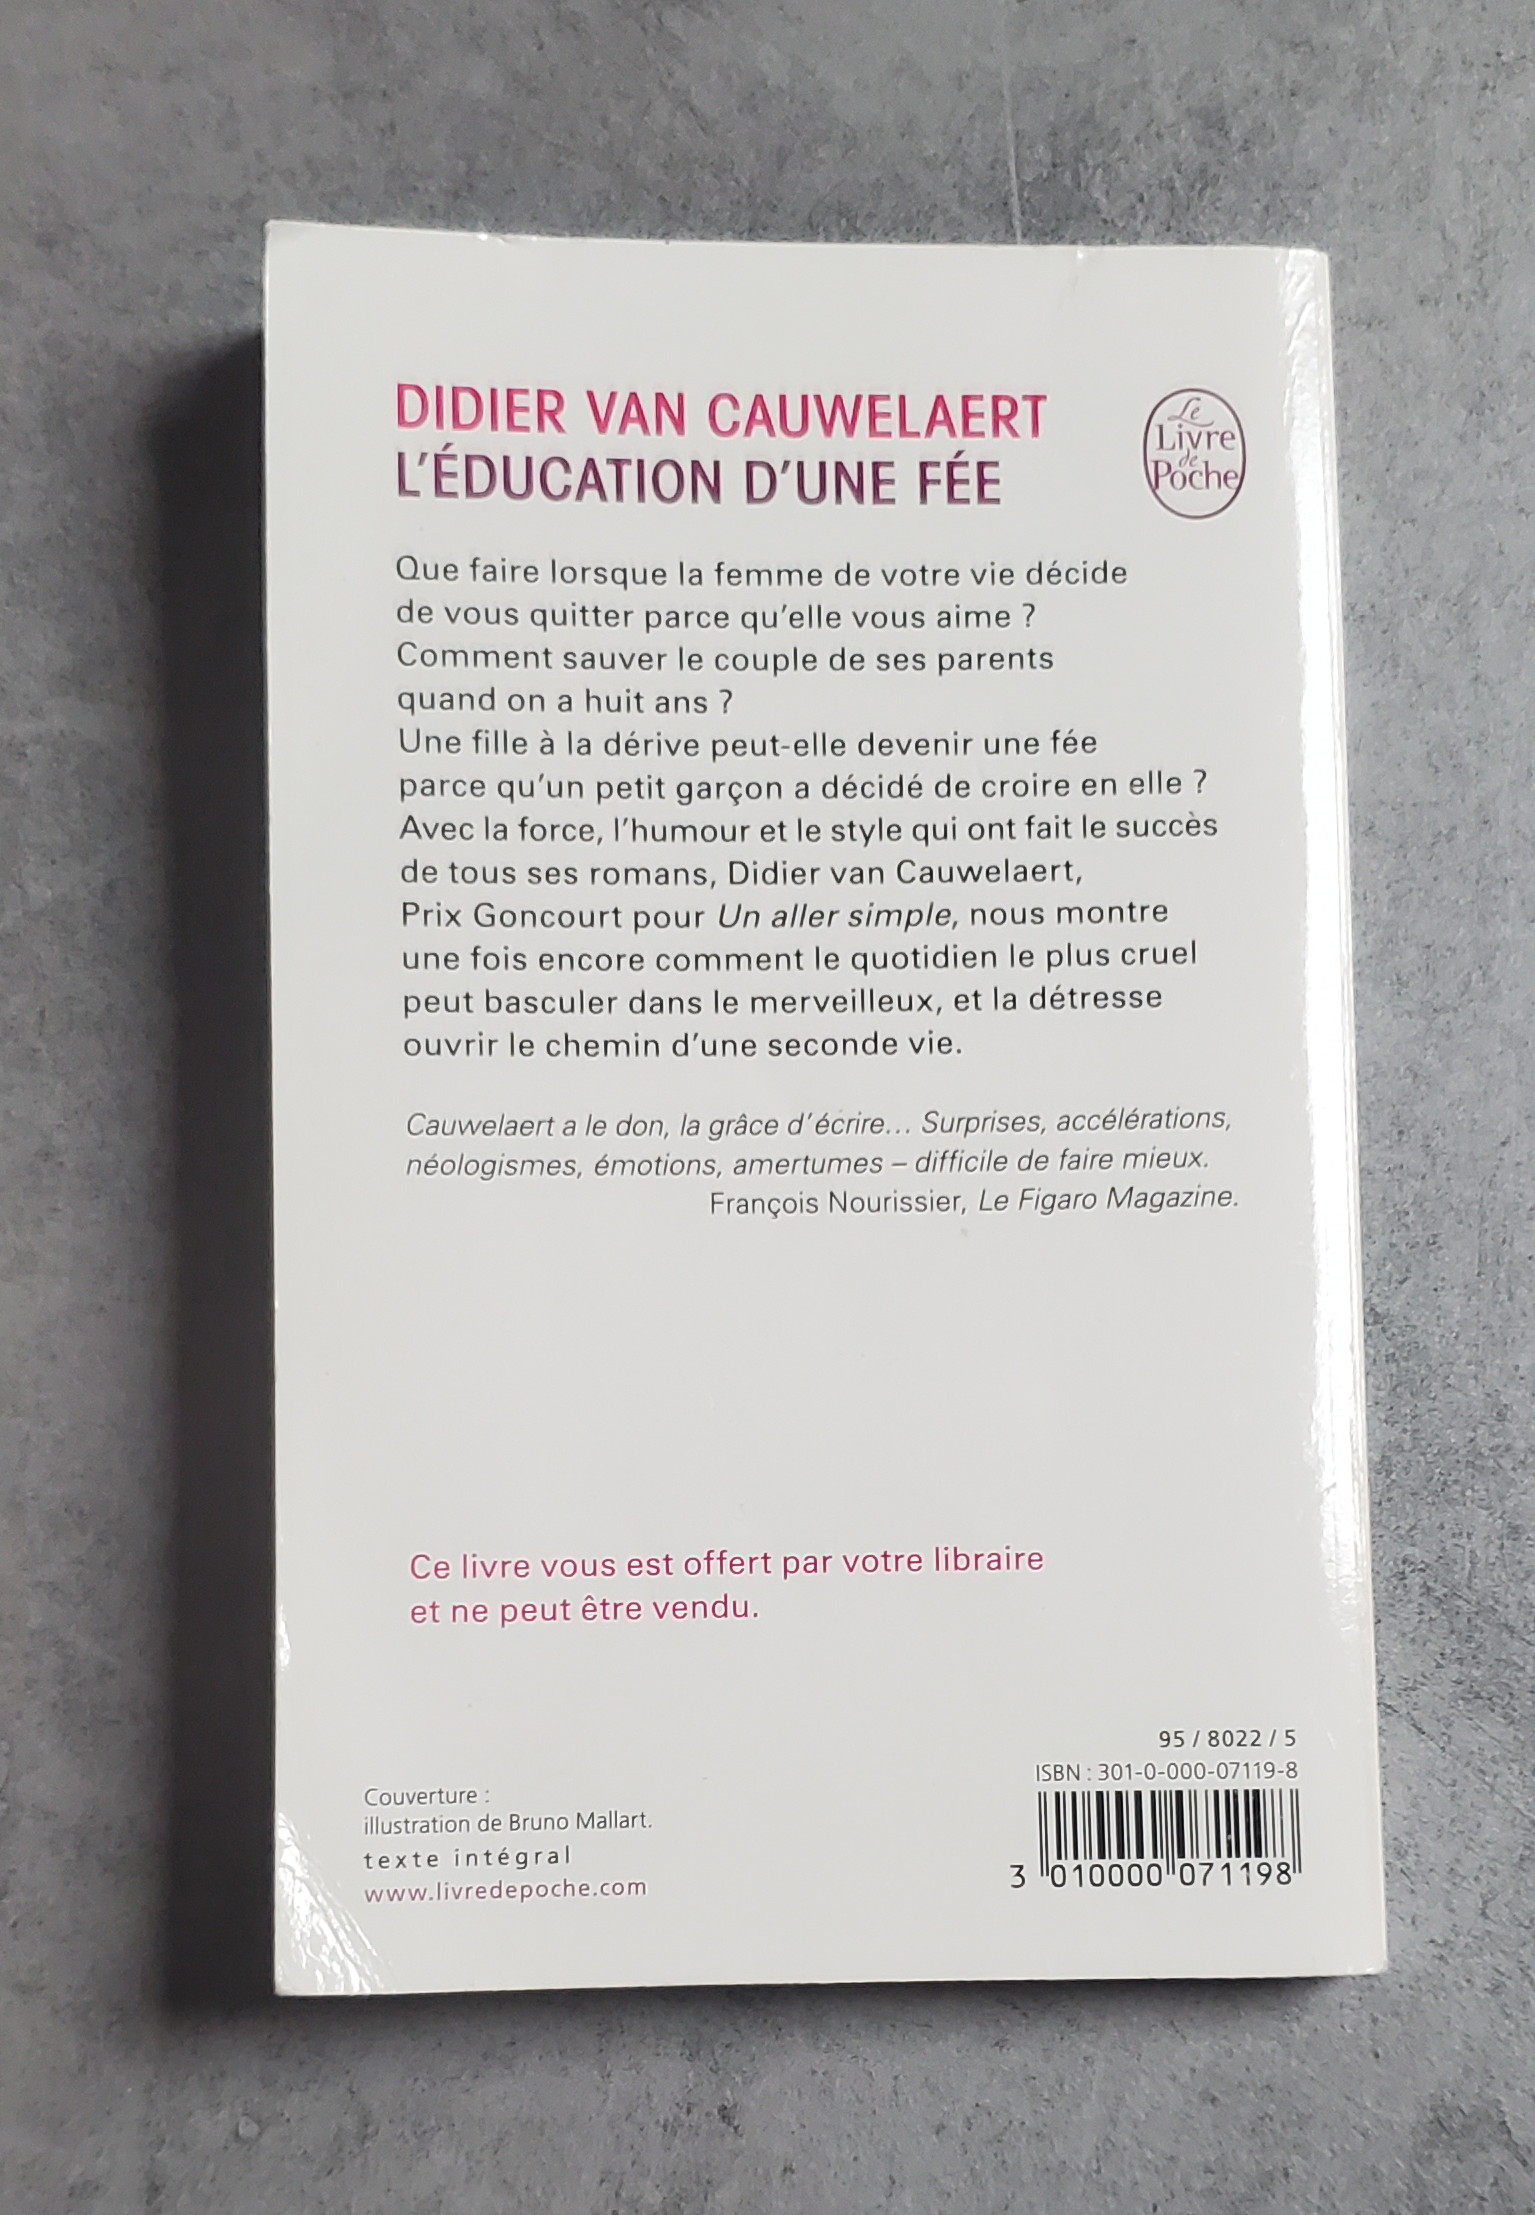 DIDIER VAN CAUWELAERT
L'ÉDUCATION D'UNE FÉE
Le
Livre
de
Poche
Que faire lorsque la femme de votre vie décide
de vous quitter parce qu'elle vous aime ?
Comment sauver le couple de ses parents
quand on a huit ans ?
Une fille à la dérive peut-elle devenir une fée
parce qu'un petit garçon a décidé de croire en elle ?
Avec la force, l'humour et le style qui ont fait le succès
de tous ses romans, Didier van Cauwelaert,
Prix Goncourt pour Un aller simple, nous montre
une fois encore comment le quotidien le plus cruel
peut basculer dans le merveilleux, et la détresse
ouvrir le chemin d'une seconde vie.
Cauwelaert a le don, la grâce d'écrire... Surprises, accélérations,
néologismes, émotions, amertumes – difficile de faire mieux.
François Nourissier, Le Figaro Magazine.
Ce livre vous est offert par votre libraire
et ne peut être vendu.
95 / 8022 / 5
ISBN : 301-0-000-07119-8
3 010000 071198
Couverture :
illustration de Bruno Mallart.
texte intégral
www.livredepoche.com